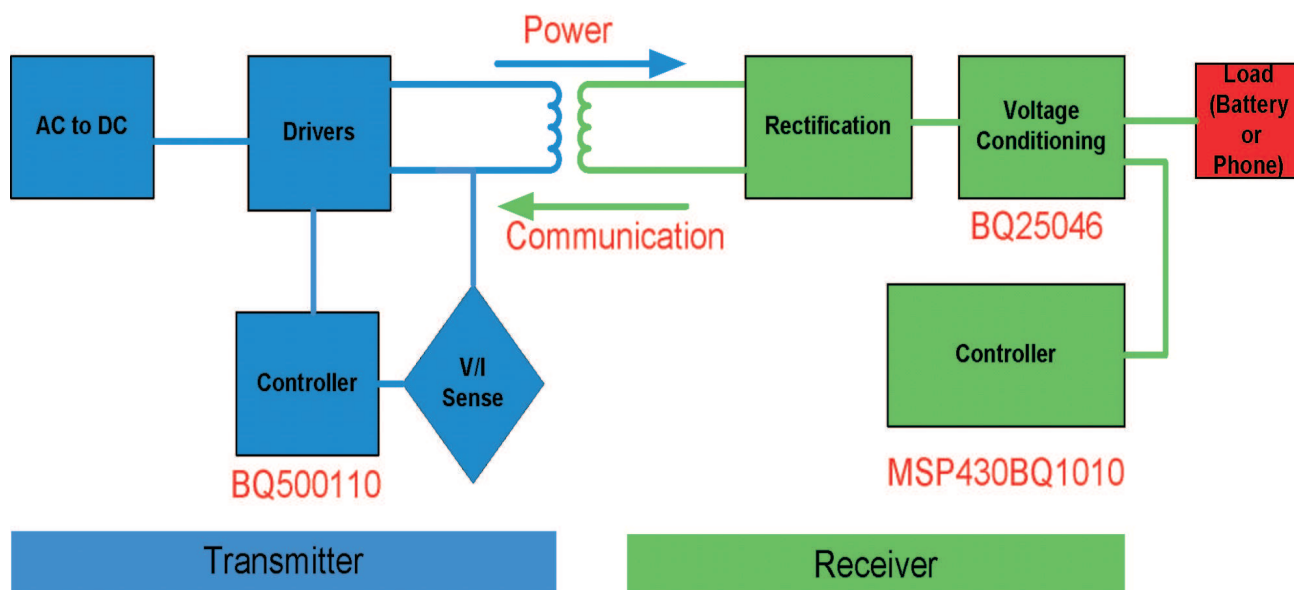 Power
AC to DC
Drivers
Rectification
Voltage
Conditioning
Load
(Battery
or
Phone)
Communication
BQ25046
Controller
V/I
Sense
Controller
BQ500110
MSP430BQ1010
Transmitter
Receiver